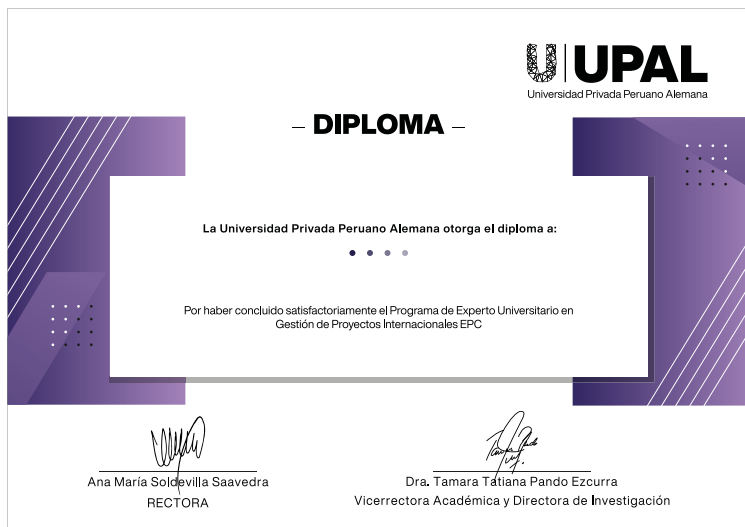 UPAL
Universidad Privada Peruano Alemana
– DIPLOMA –
La Universidad Privada Peruano Alemana otorga el diploma a:
Por haber concluido satisfactoriamente el Programa de Experto Universitario en
Gestión de Proyectos Internacionales EPC
Ana María Soldevilla Saavedra
RECTORA
Dra. Tamara Tatiana Pando Ezcurra
Vicerrectora Académica y Directora de Investigación